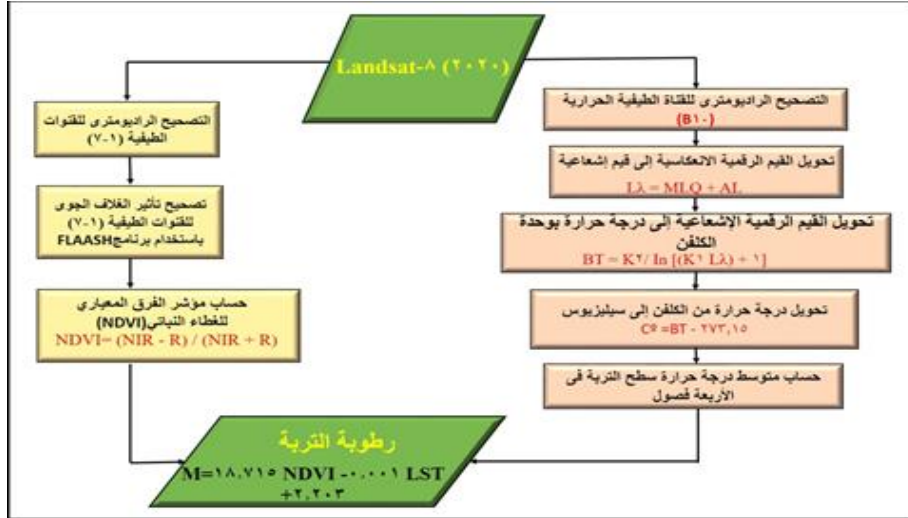 Landsat-٨ (٢٠٢٠)
التصحيح الراديومترى للقناة الطيفية الحرارية
(B١٠)
تحويل القيم الرقمية الانعكاسية إلى قيم إشعاعية
Lλ = MLQ + AL
تحويل القيم الرقمية الإشعاعية إلى درجة حرارة بوحدة
الكلفن
BT = K٢/ In [(K١ Lλ) + ١]
تحويل درجة حرارة من الكلفن إلى سيليزيوس
Cº =BT - ٢٧٣,١٥
حساب متوسط درجة حرارة سطح التربة فى
الأربعة فصول
التصحيح الراديومترى للقنوات
الطيفية (١-٧)
تصحيح تأثير الغلاف الجوى
للقنوات الطيفية (١-٧)
باستخدام برنامج FLAASH
حساب مؤشر الفرق المعياري
للغطاء النباتي(NDVI)
NDVI= (NIR - R) / (NIR + R)
رطوبة التربة
M=١٨,٧١٥ NDVI -٠.٠٠١ LST
+٢,٢٠٣